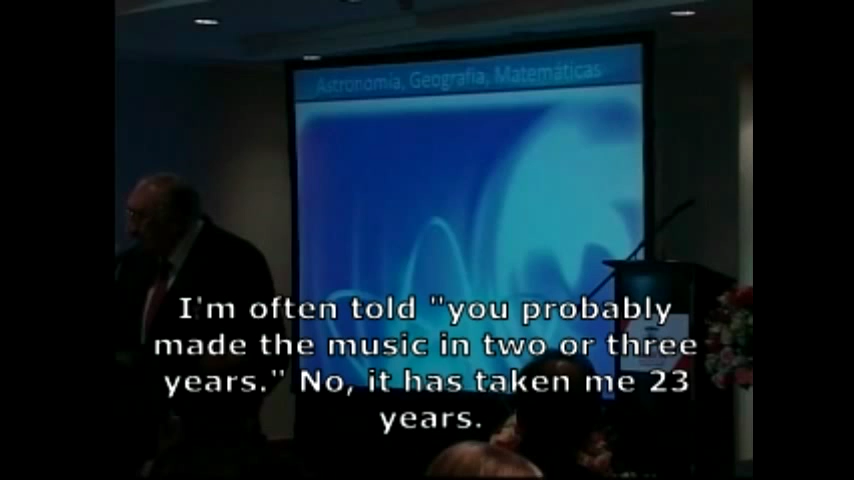 Astronomía, Geografia, Matemáticas
I'm often told "you probably
made the music in two or three
years." No, it has taken me 23
years.